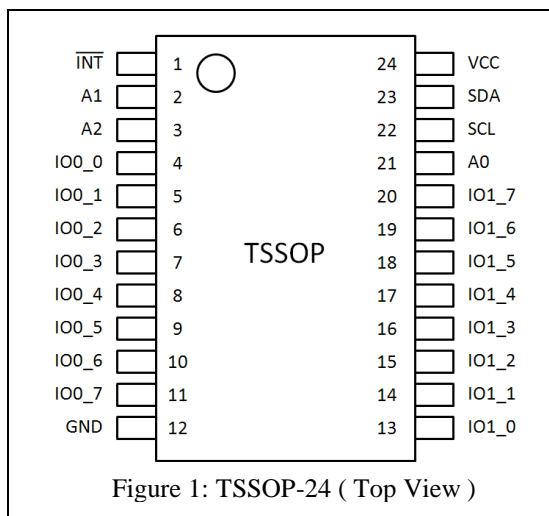 INT 1 24 VCC
A1 2 23 SDA
A2 3 22 SCL
IO0_0 4 21 A0
IO0_1 5 20 IO1_7
IO0_2 6 19 IO1_6
IO0_3 7 TSSOP 18 IO1_5
IO0_4 8 17 IO1_4
IO0_5 9 16 IO1_3
IO0_6 10 15 IO1_2
IO0_7 11 14 IO1_1
GND 12 13 IO1_0
Figure 1: TSSOP-24 ( Top View )